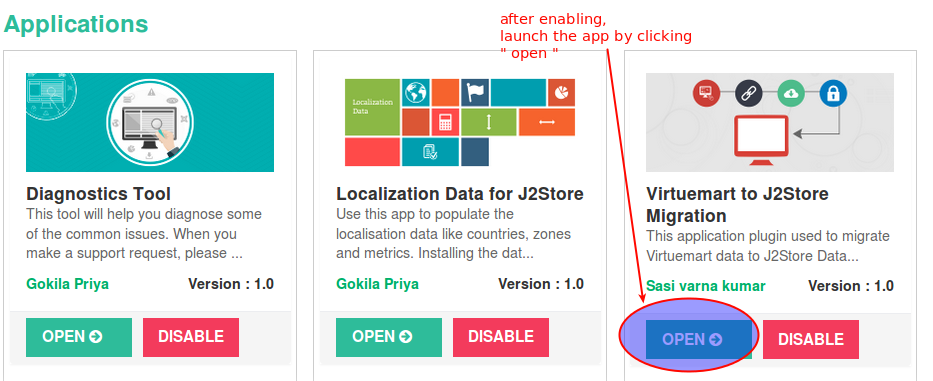 Applications
after enabling,
launch the app by clicking
" open "
Diagnostics Tool
This tool will help you diagnose some
of the common issues. When you
make a support request, please ...
Gokila Priya
Version : 1.0
OPEN
DISABLE
Localization
Data
Localization Data for J2Store
Use this app to populate the
localisation data like countries, zones
and metrics. Installing the dat...
Gokila Priya
Version : 1.0
OPEN
DISABLE
Virtuemart to J2Store
Migration
This application plugin used to migrate
Virtuemart data to J2Store Data...
Sasi varna kumar
Version : 1.0
OPEN
DISABLE